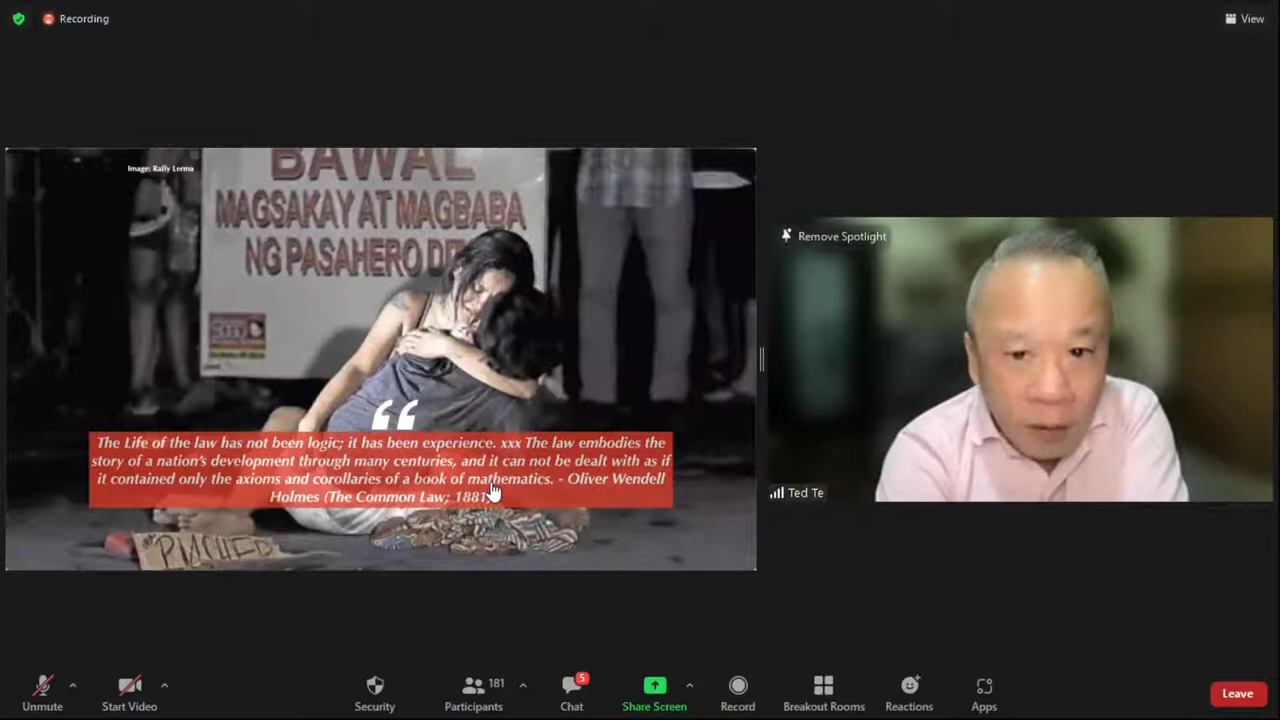 Recording
View
Image: Raffy Lerma
BAWAL
MAGSAKAY AT MAGBABA
NG PASAHERO
The Life of the law has not been logic; it has been experience. xxx The law embodies the
story of a nation's development through many centuries, and it can not be dealt with as if
it contained only the axioms and corollaries of a book of mathematics. - Oliver Wendell
Holmes (The Common Law; 1881
Remove Spotlight
Ted Te
181
5
Unmute
Start Video
Security
Participants
Chat
Share Screen
Record
Breakout Rooms
Reactions
Apps
Leave